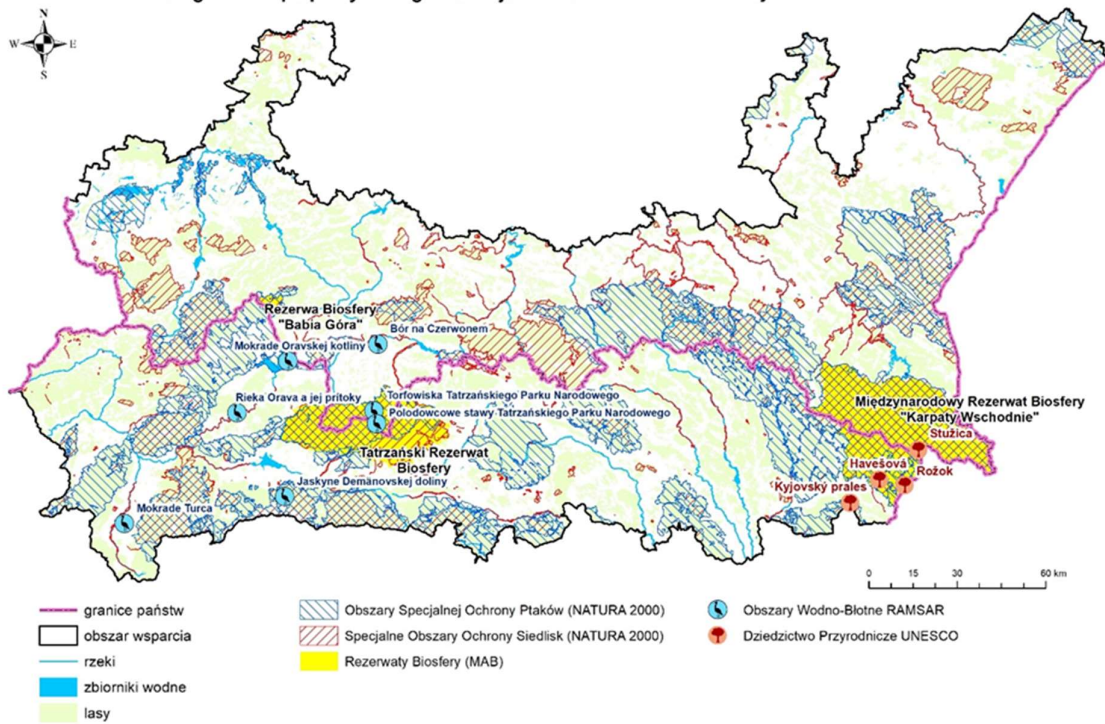 N
W E
S
Rezerwa Biosfery
"Babia Góra"
Bór na Czerwonem
Mokrade Oravskej kotliny
Rieka Orava a jej pritoky
Torfowiska Tatrzańskiego Parku Narodowego
Polodowcowe stawy Tatrzańskiego Parku Narodowego
Międzynarodowy Rezerwat Biosfery
"Karpaty Wschodnie"
Stužica
Tatrzański Rezerwat
Biosfery
Havešová
Rožok
Jaskyne Demänovskej doliny
Kyjovský prales
Mokrade Turca
0 15 30 60 km
granice państw
obszar wsparcia
rzeki
zbiorniki wodne
lasy
Obszary Specjalnej Ochrony Ptaków (NATURA 2000)
Specjalne Obszary Ochrony Siedlisk (NATURA 2000)
Rezerwaty Biosfery (MAB)
Obszary Wodno-Błotne RAMSAR
Dziedzictwo Przyrodnicze UNESCO